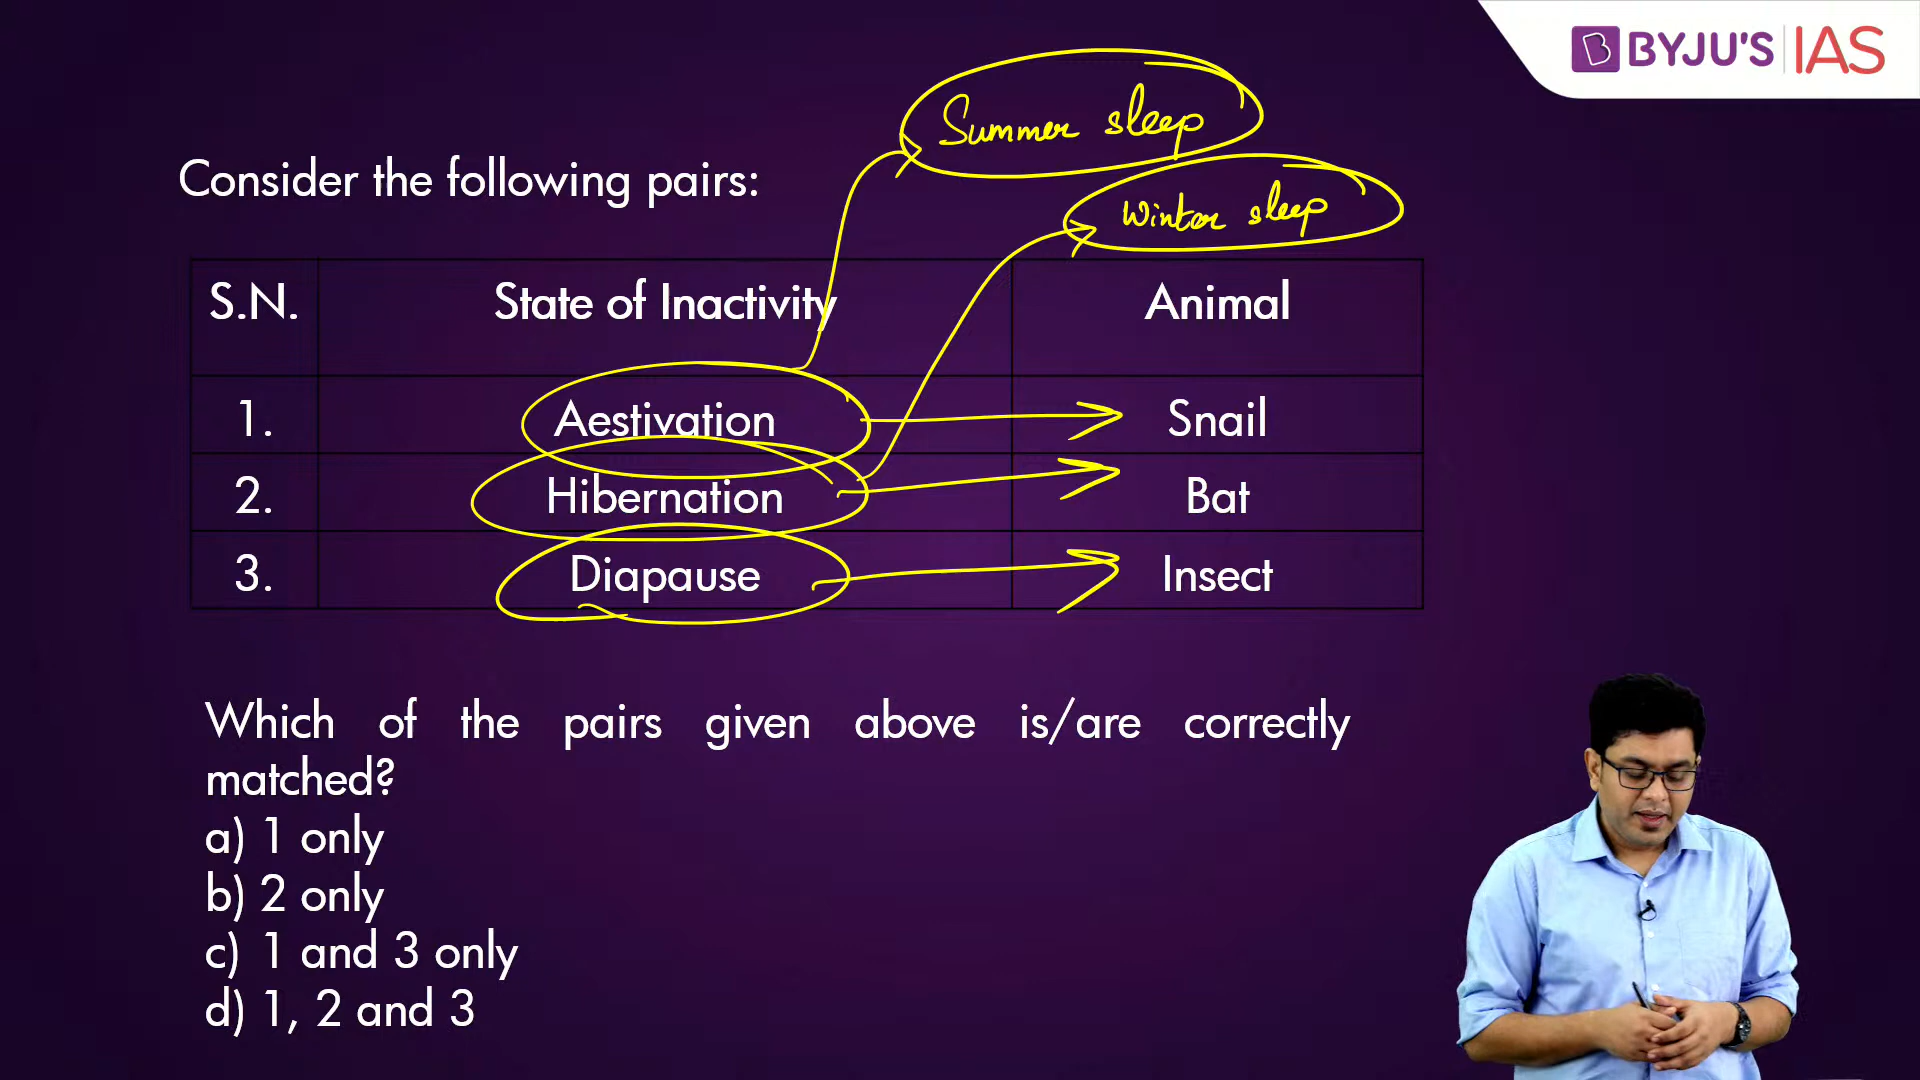 BYJU'S IAS
Summer sleep
Consider the following pairs:
Winter sleep
S.N. State of Inactivity Animal
1. Aestivation Snail
2. Hibernation Bat
3. Diapause Insect
Which of the pairs given above is/are correctly
matched?
a) 1 only
b) 2 only
c) 1 and 3 only
d) 1, 2 and 3